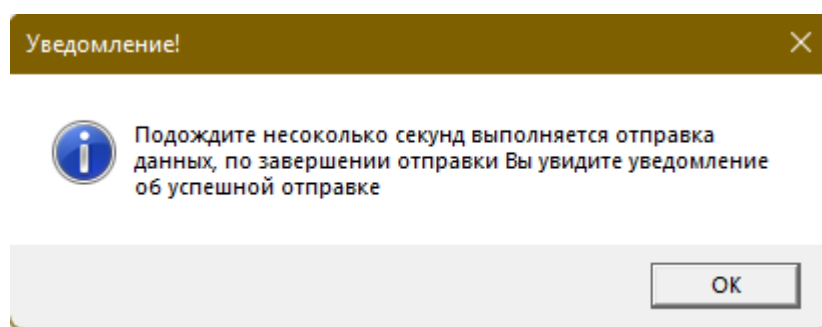 Уведомление!
Подождите несоколько секунд выполняется отправка
данных, по завершении отправки Вы увидите уведомление
об успешной отправке
OK